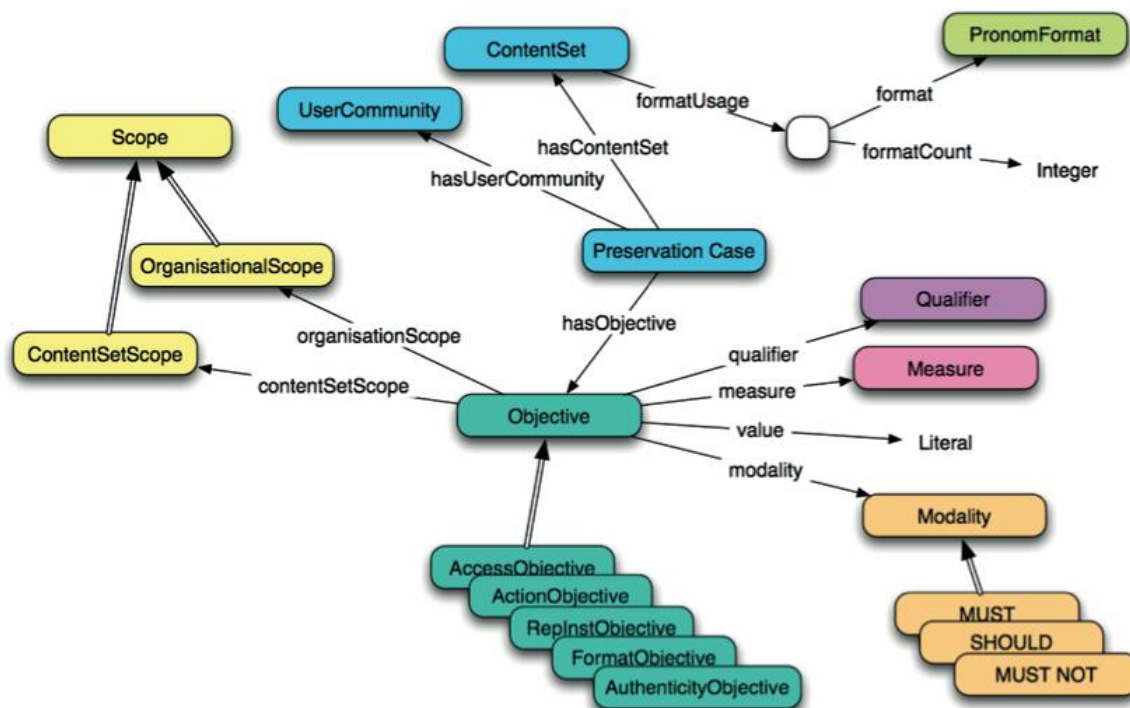 ContentSet
PronomFormat
UserCommunity
formatUsage
format
Scope
hasContentSet
formatCount
Integer
hasUserCommunity
Preservation Case
OrganisationalScope
Qualifier
hasObjective
organisationScope
ContentSetScope
qualifier
Measure
contentSetScope
measure
Objective
value
Literal
modality
Modality
AccessObjective
ActionObjective
RepInstObjective
FormatObjective
AuthenticityObjective
MUST
SHOULD
MUST NOT